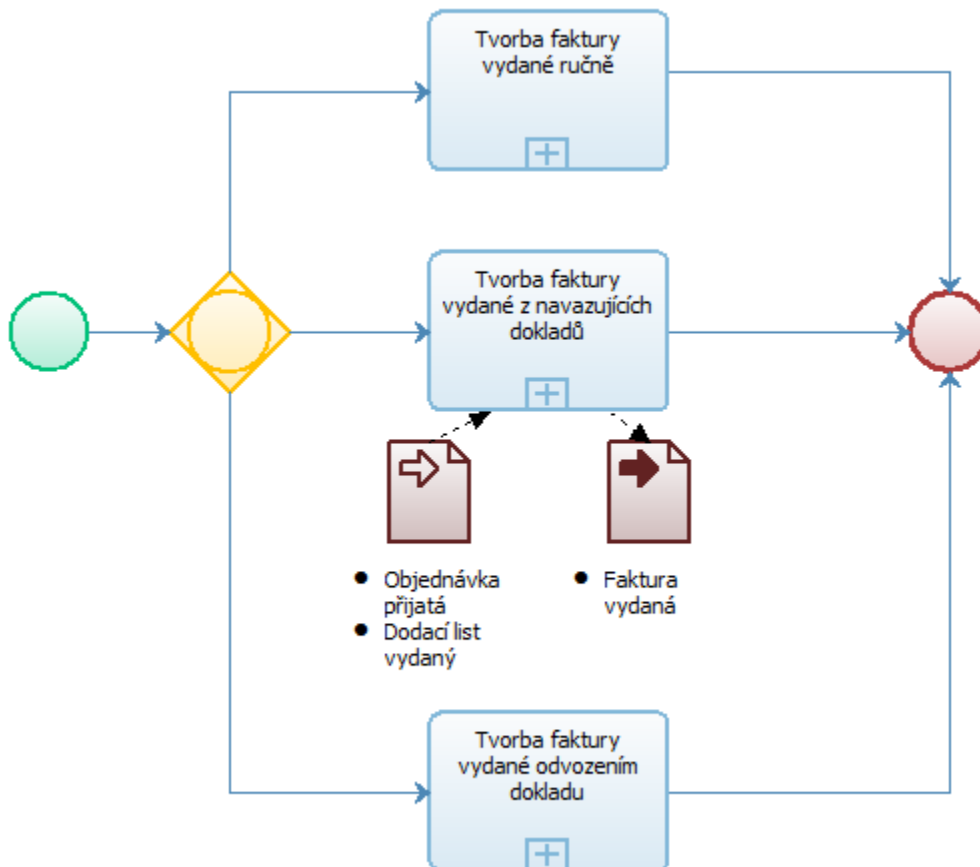 Tvorba faktury
vydané ručně
Tvorba faktury
vydané z navazujících
dokladů
Objednávka
přijatá
Dodací list
vydaný
Faktura
vydaná
Tvorba faktury
vydané odvozením
dokladu